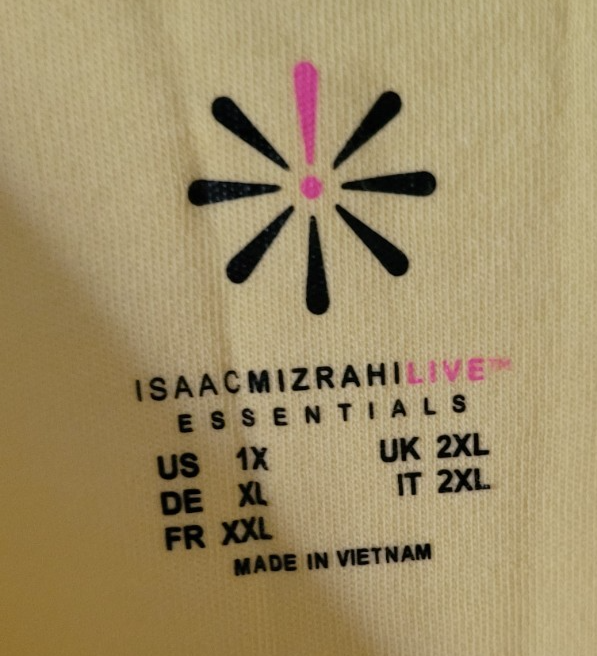 ISAACMIZRAHILIVE™
ESSENTIALS
US 1X UK 2XL
DE XL IT 2XL
FR XXL
MADE IN VIETNAM